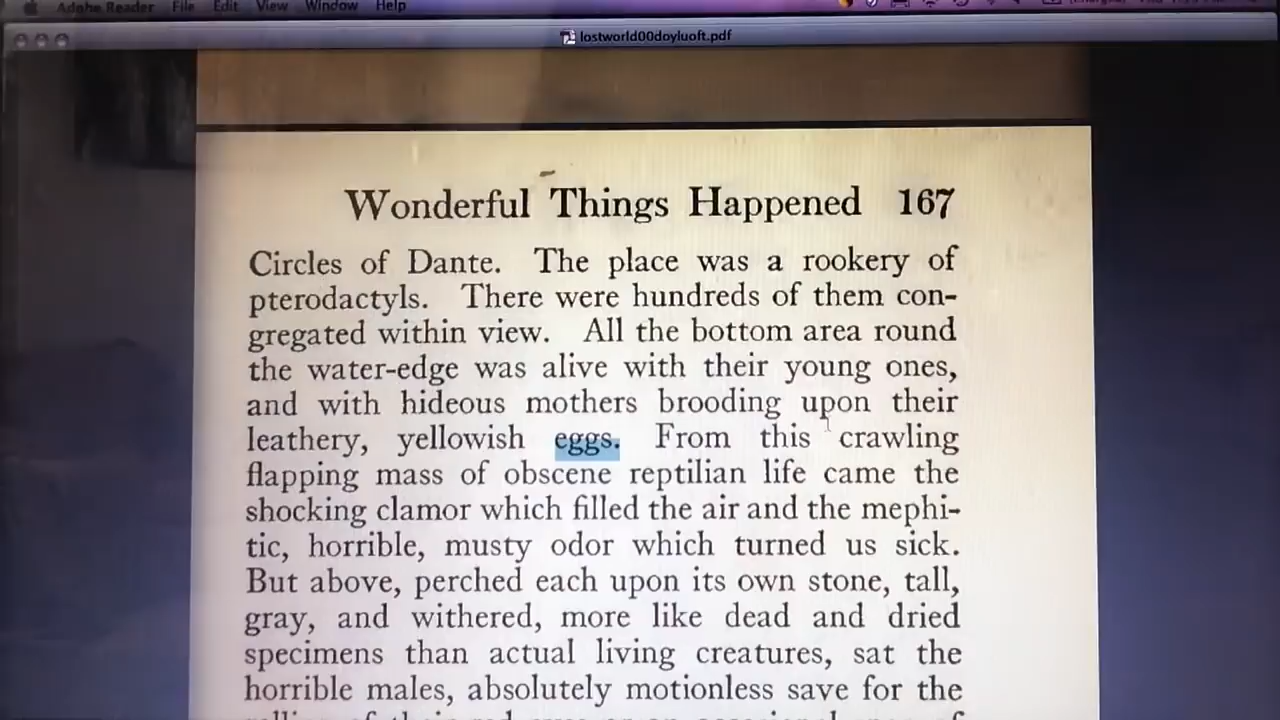 Adobe Reader File Edit View Window Help
lostworld00doyluoft.pdf
Wonderful Things Happened 167
Circles of Dante. The place was a rookery of
pterodactyls. There were hundreds of them con-
gregated within view. All the bottom area round
the water-edge was alive with their young ones,
and with hideous mothers brooding upon their
leathery, yellowish eggs. From this crawling
flapping mass of obscene reptilian life came the
shocking clamor which filled the air and the mephi-
tic, horrible, musty odor which turned us sick.
But above, perched each upon its own stone, tall,
gray, and withered, more like dead and dried
specimens than actual living creatures, sat the
horrible males, absolutely motionless save for the